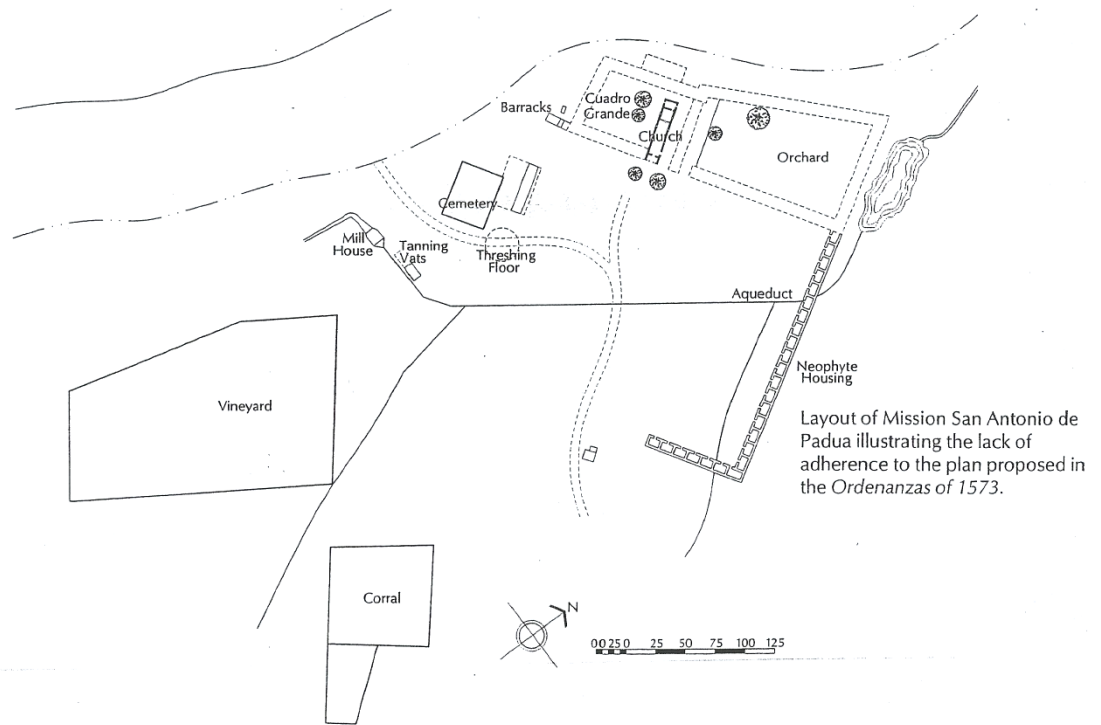 Barracks
Cuadro
Grande
Church
Orchard
Cemetery
Mill
House
Tanning
Vats
Threshing
Floor
Aqueduct
Neophyte
Housing
Vineyard
Layout of Mission San Antonio de
Padua illustrating the lack of
adherence to the plan proposed in
the Ordenanzas of 1573.
Corral
N
0025 0 25 50 75 100 125